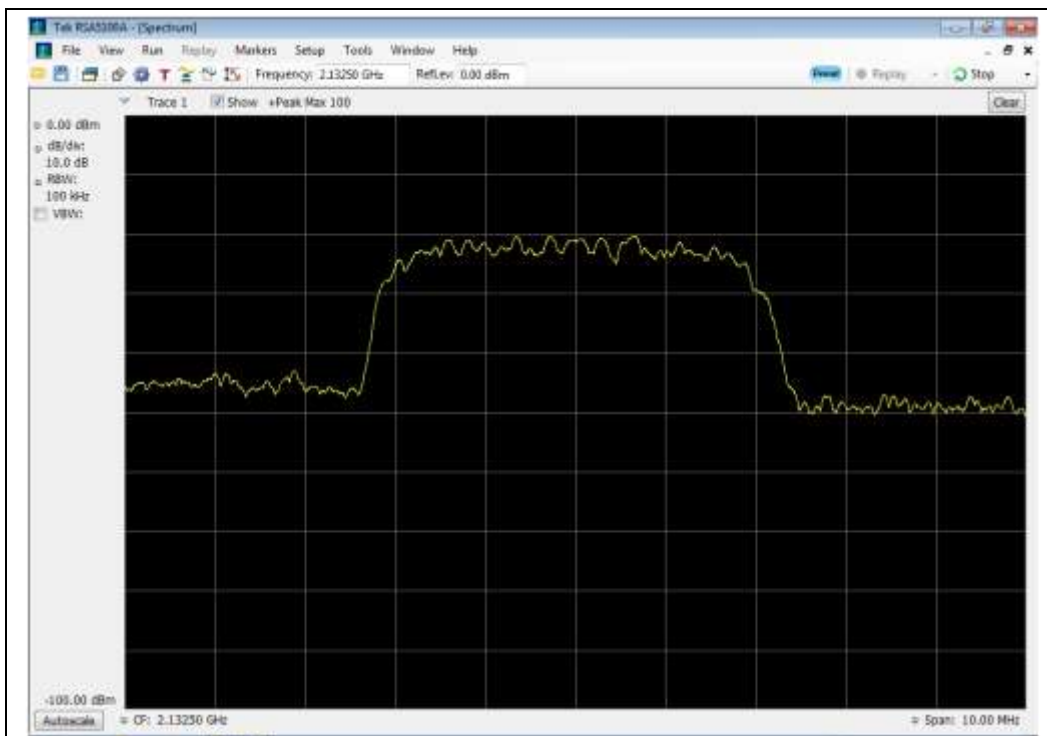 Tek RSA5100A - [Spectrum]
File View Run Replay Markers Setup Tools Window Help
Frequency: 2.13250 GHz RefLev: 0.00 dBm Preset Replay Stop
Trace 1 Show +Peak Max 100 Clear
0.00 dBm
dB/div:
10.0 dB
RBW:
100 kHz
VBW:
-100.00 dBm
Autoscale CF: 2.13250 GHz Span: 10.00 MHz